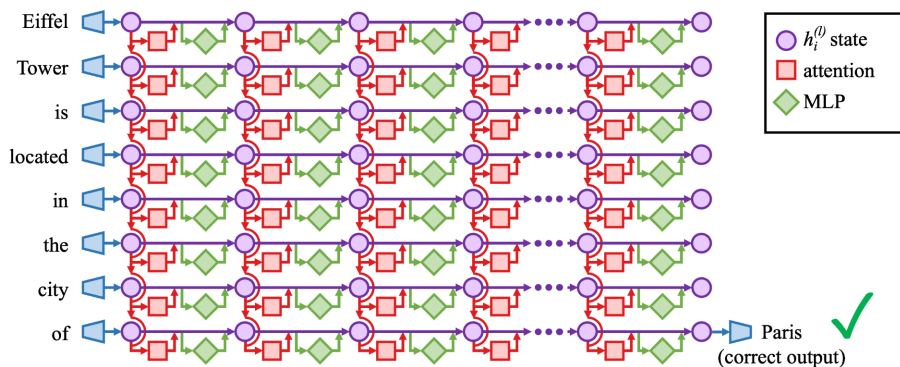 Eiffel
Tower
is
located
in
the
city
of
h_i^{(l)} state
attention
MLP
Paris
(correct output)